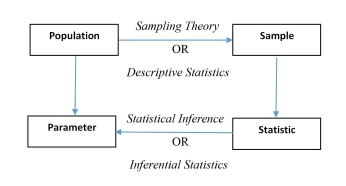 Population
Sampling Theory
OR
Descriptive Statistics
Sample
Parameter
Statistical Inference
OR
Inferential Statistics
Statistic